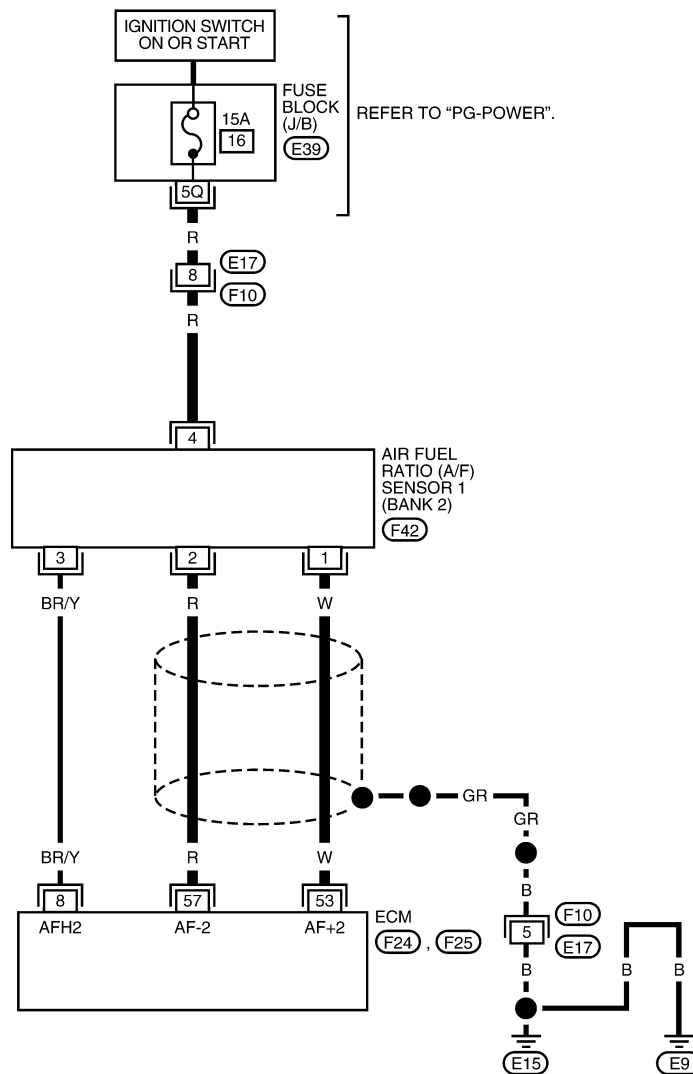 IGNITION SWITCH
ON OR START
FUSE
BLOCK
(J/B)
REFER TO “PG-POWER”.
15A
16
E39
5Q
R
E17
8
F10
R
4
AIR FUEL
RATIO (A/F)
SENSOR 1
(BANK 2)
F42
3 2 1
BR/Y R W
GR
GR
BR/Y R W
B
8 57 53
ECM
AFH2 AF-2 AF+2
F24 , F25
F10
5
E17
B B B
E15 E9